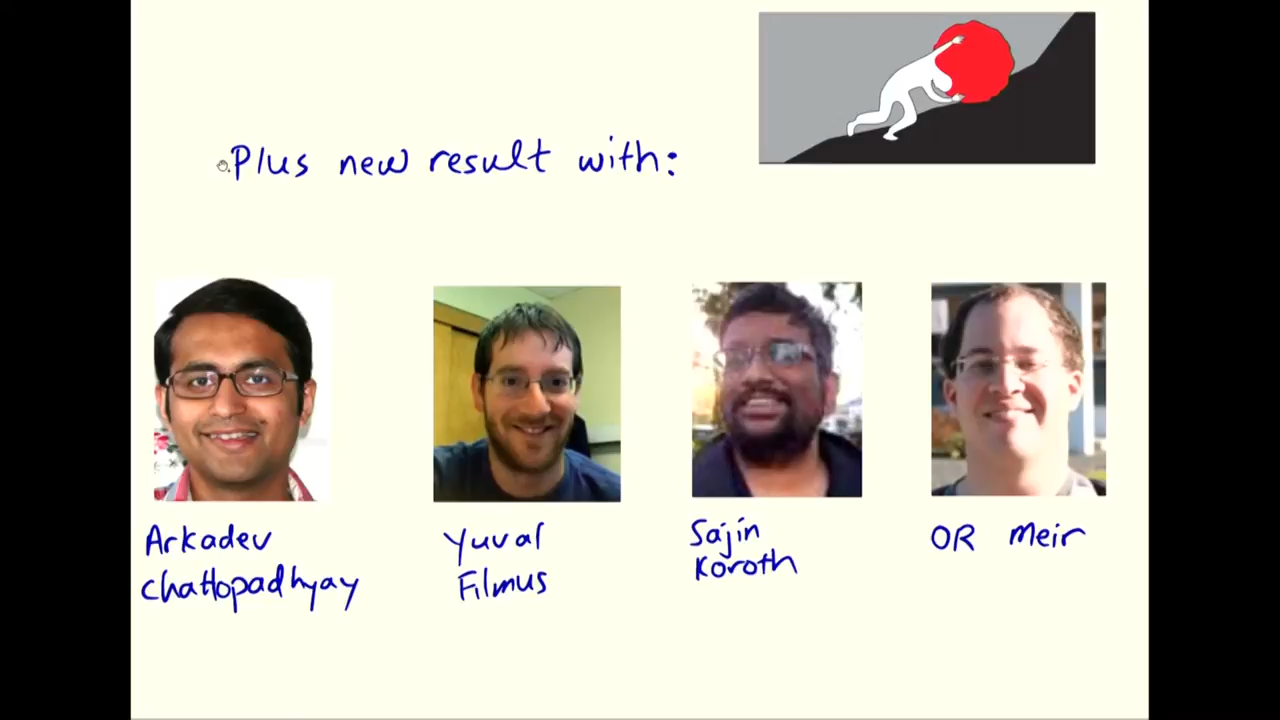 Plus new result with:
Arkadev
Chattopadhyay
Yuval
Filmus
Sajin
Koroth
OR Meir